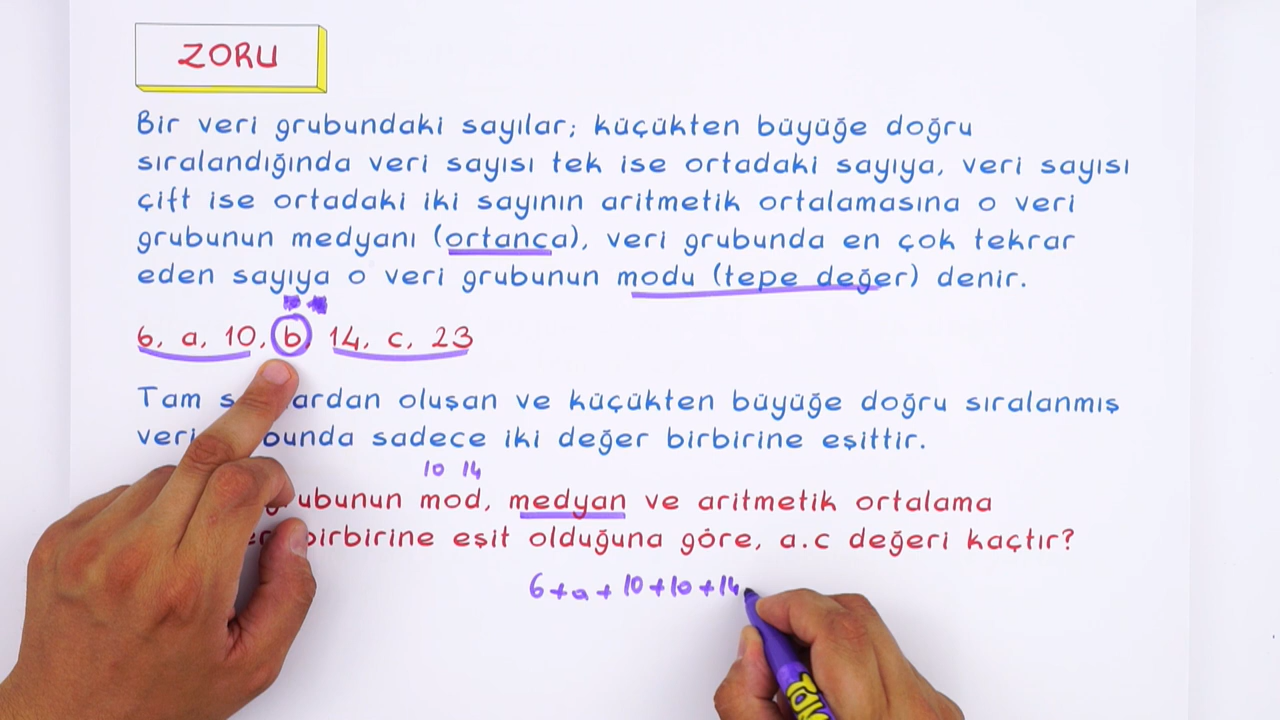 ZORU
Bir veri grubundaki sayılar; küçükten büyüğe doğru
sıralandığında veri sayısı tek ise ortadaki sayıya, veri sayısı
çift ise ortadaki iki sayının aritmetik ortalamasına o veri
grubunun medyanı (ortanca), veri grubunda en çok tekrar
eden sayıya o veri grubunun modu (tepe değer) denir.
6, a, 10, b, 14, c, 23
Tam ardan oluşan ve küçükten büyüğe doğru sıralanmış
veri bunda sadece iki değer birbirine eşittir.
10 14
ubunun mod, medyan ve aritmetik ortalama
birbirine eşit olduğuna göre, a.c değeri kaçtır?
6+a+10+10+14